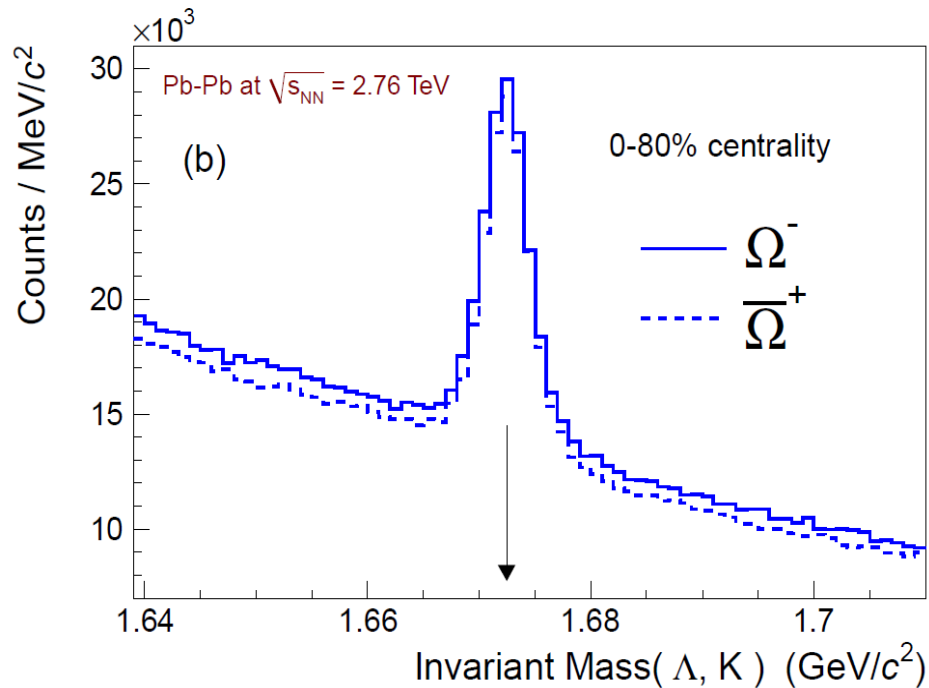 ×10³
30
25
20
15
10
Counts / MeV/c²
Pb-Pb at √sNN = 2.76 TeV
(b)
0-80% centrality
Ω⁻
Ω̅⁺
1.64
1.66
1.68
1.7
Invariant Mass( Λ, K ) (GeV/c²)